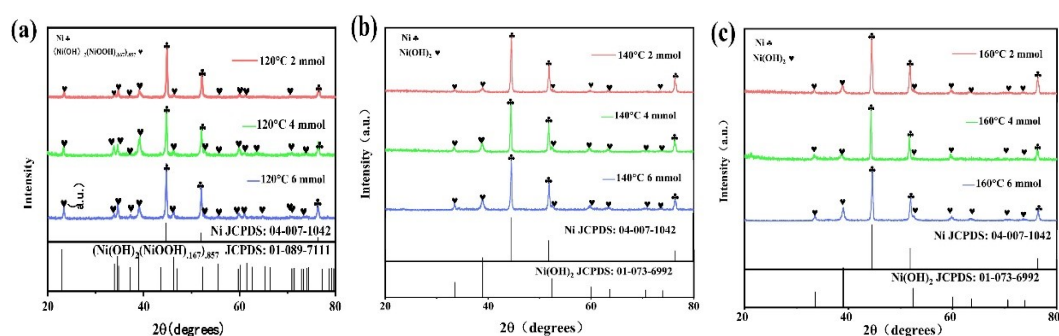 (a)
Ni ♣
(Ni(OH)₂(NiOOH).₁₆₇).₈₅₇ ♥
120°C 2 mmol
120°C 4 mmol
120°C 6 mmol
Ni JCPDS: 04-007-1042
(Ni(OH)₂(NiOOH).₁₆₇).₈₅₇ JCPDS: 01-089-7111
Intensity
(a.u.)
20 40 60 80
2θ(degrees)
(b)
Ni ♣
Ni(OH)₂ ♥
140°C 2 mmol
140°C 4 mmol
140°C 6 mmol
Ni JCPDS: 04-007-1042
Ni(OH)₂ JCPDS: 01-073-6992
Intensity (a.u.)
20 40 60 80
2θ (degrees)
(c)
Ni ♣
Ni(OH)₂ ♥
160°C 2 mmol
160°C 4 mmol
160°C 6 mmol
Ni JCPDS: 04-007-1042
Ni(OH)₂ JCPDS: 01-073-6992
Intensity (a.u.)
20 40 60 80
2θ (degrees)